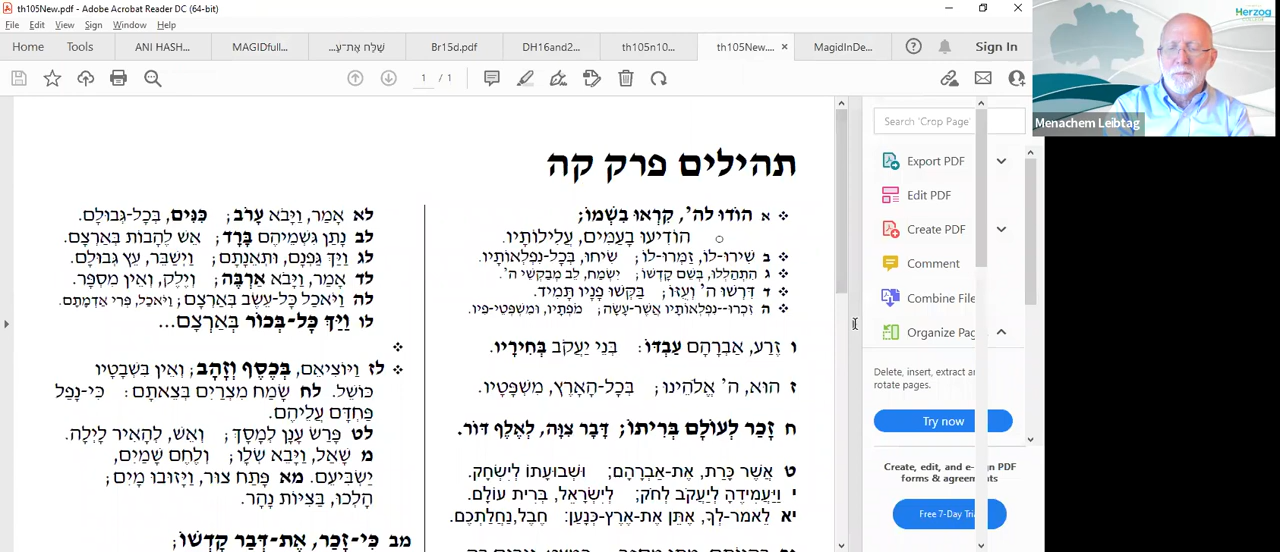 th105New.pdf - Adobe Acrobat Reader DC (64-bit)
File Edit View Sign Window Help
Home Tools ANI HASH... MAGIDfull... שְׁלַח אֶת־עַ... Br15d.pdf DH16and2... th105n10... th105New.... × MagidInDe... Sign In
1 / 1
Herzog
Menachem Leibtag
תהילים פרק קה
א הוֹדוּ לה', קִרְאוּ בִּשְׁמוֹ;
הוֹדִיעוּ בָעַמִּים, עֲלִילוֹתָיו.
ב שִׁירוּ-לוֹ, זַמְּרוּ-לוֹ; שִׂיחוּ, בְּכָל-נִפְלְאוֹתָיו.
ג הִתְהַלְלוּ, בְּשֵׁם קָדְשׁוֹ; יִשְׂמַח, לֵב מְבַקְשֵׁי ה'.
ד דִּרְשׁוּ ה' וְעֻזּוֹ; בַּקְּשׁוּ פָנָיו תָּמִיד.
ה זִכְרוּ--נִפְלְאוֹתָיו אֲשֶׁר-עָשָׂה; מֹפְתָיו, וּמִשְׁפְּטֵי-פִיו.
ו זֶרַע, אַבְרָהָם עַבְדּוֹ: בְּנֵי יַעֲקֹב בְּחִירָיו.
ז הוּא, ה' אֱלֹהֵינוּ; בְּכָל-הָאָרֶץ, מִשְׁפָּטָיו.
ח זָכַר לְעוֹלָם בְּרִיתוֹ; דָּבָר צִוָּה, לְאֶלֶף דּוֹר.
ט אֲשֶׁר כָּרַת, אֶת-אַבְרָהָם; וּשְׁבוּעָתוֹ לְיִשְׂחָק.
י וַיַּעֲמִידֶהָ לְיַעֲקֹב לְחֹק; לְיִשְׂרָאֵל, בְּרִית עוֹלָם.
יא לֵאמֹר-לְךָ, אֶתֵּן אֶת-אֶרֶץ-כְּנָעַן: חֶבֶל, נַחֲלַתְכֶם.
לא אָמַר, וַיָּבֹא עָרֹב; כִּנִּים, בְּכָל-גְּבוּלָם.
לב נָתַן גִּשְׁמֵיהֶם בָּרָד; אֵשׁ לֶהָבוֹת בְּאַרְצָם.
לג וַיַּךְ גַּפְנָם, וּתְאֵנָתָם; וַיְשַׁבֵּר, עֵץ גְּבוּלָם.
לד אָמַר, וַיָּבֹא אַרְבֶּה; וְיֶלֶק, וְאֵין מִסְפָּר.
לה וַיֹּאכַל כָּל-עֵשֶׂב בְּאַרְצָם; וַיֹּאכַל, פְּרִי אַדְמָתָם.
לו וַיַּךְ כָּל-בְּכוֹר בְּאַרְצָם...
לז וַיּוֹצִיאֵם, בְּכֶסֶף וְזָהָב; וְאֵין בִּשְׁבָטָיו
כּוֹשֵׁל. לח שָׂמַח מִצְרַיִם בְּצֵאתָם: כִּי-נָפַל
פַּחְדָּם עֲלֵיהֶם.
לט פָּרַשׂ עָנָן לְמָסָךְ; וְאֵשׁ, לְהָאִיר לָיְלָה.
מ שָׁאַל, וַיָּבֵא שְׂלָו; וְלֶחֶם שָׁמַיִם,
יַשְׂבִּיעֵם. מא פָּתַח צוּר, וַיָּזוּבוּ מָיִם;
הָלְכוּ, בַּצִּיּוֹת נָהָר.
מב כִּי-זָכַר, אֶת-דְּבַר קָדְשׁוֹ;
Search 'Crop Page'
Export PDF
Edit PDF
Create PDF
Comment
Combine File
Organize Pag
Delete, insert, extract an
rotate pages.
Try now
Create, edit, and e-sign PDF
forms & agreements
Free 7-Day Tria